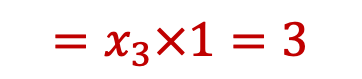 = x₃×1 = 3